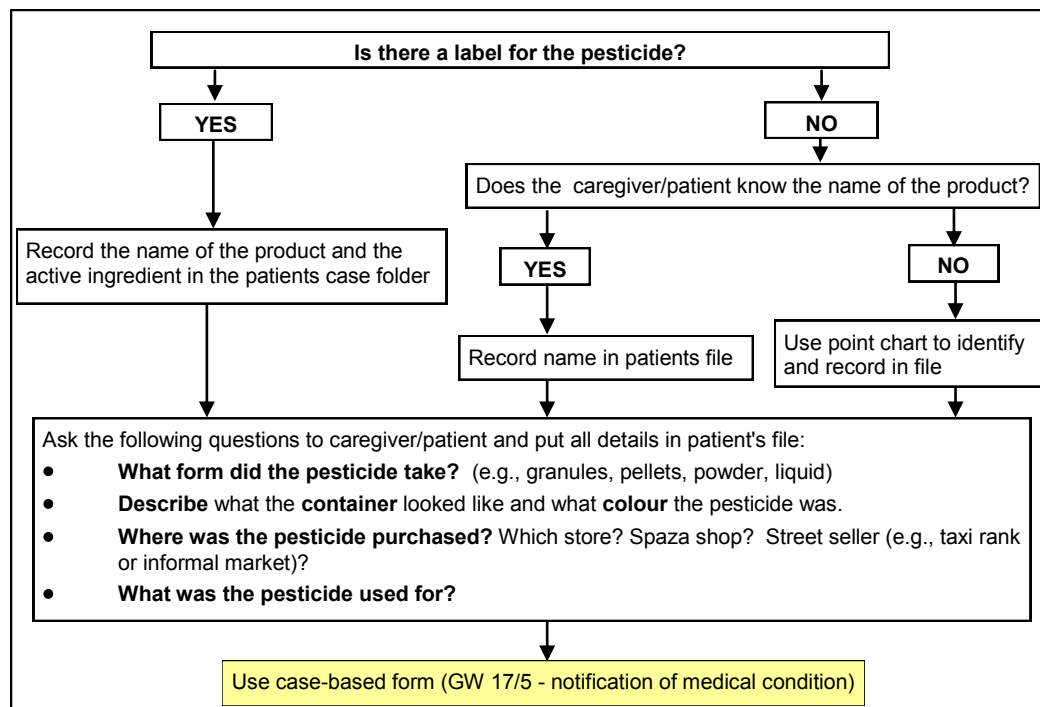 Is there a label for the pesticide?
YES
NO
Does the caregiver/patient know the name of the product?
Record the name of the product and the
active ingredient in the patients case folder
YES
NO
Record name in patients file
Use point chart to identify
and record in file
Ask the following questions to caregiver/patient and put all details in patient's file:
● What form did the pesticide take? (e.g., granules, pellets, powder, liquid)
● Describe what the container looked like and what colour the pesticide was.
● Where was the pesticide purchased? Which store? Spaza shop? Street seller (e.g., taxi rank
or informal market)?
● What was the pesticide used for?
Use case-based form (GW 17/5 - notification of medical condition)